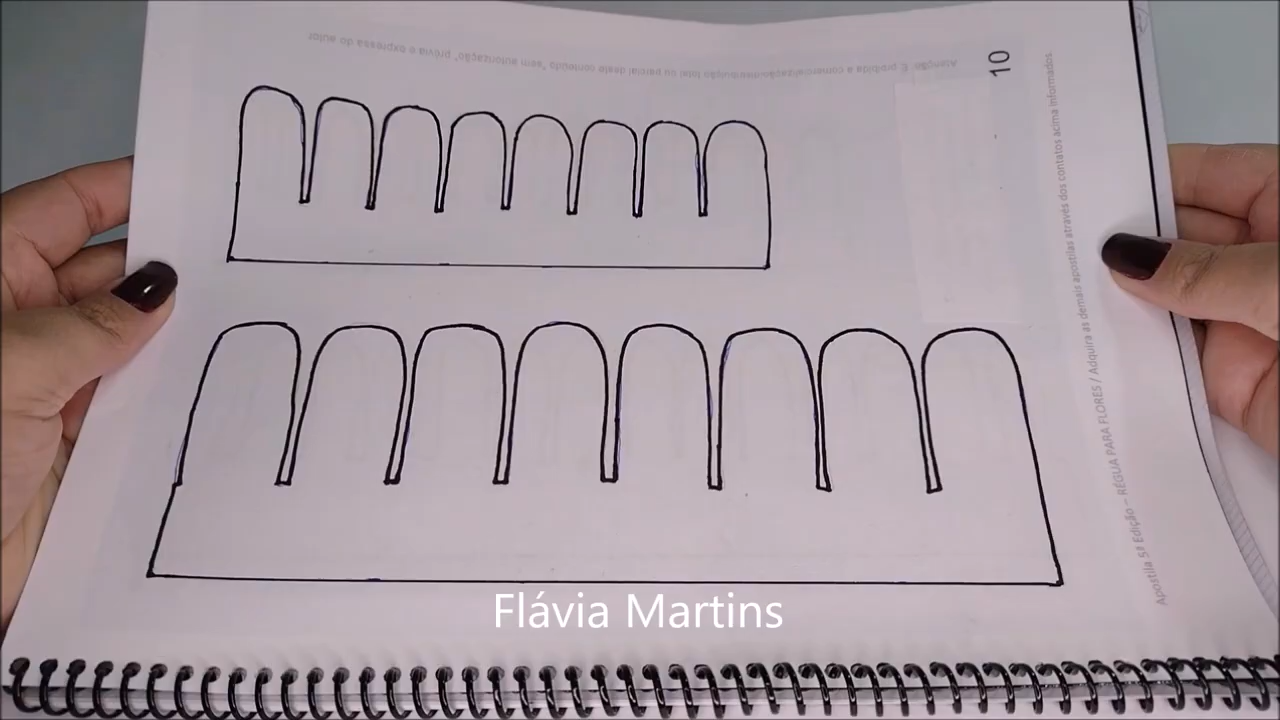 Atenção: É proibida a comercialização/distribuição total ou parcial deste conteúdo "sem autorização" prévia e expressa do autor
10
Apostila 5ª Edição – RÉGUA PARA FLORES / Adquira as demais apostilas através dos contatos acima informados.
Flávia Martins